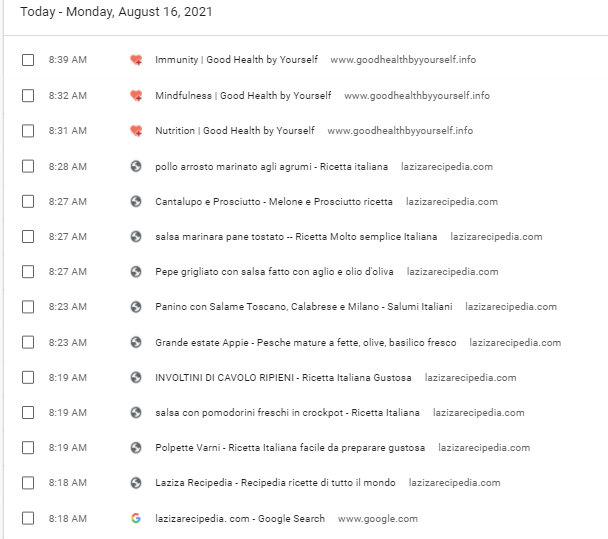 Today - Monday, August 16, 2021
8:39 AM Immunity | Good Health by Yourself www.goodhealthbyyourself.info
8:32 AM Mindfulness | Good Health by Yourself www.goodhealthbyyourself.info
8:31 AM Nutrition | Good Health by Yourself www.goodhealthbyyourself.info
8:28 AM pollo arrosto marinato agli agrumi - Ricetta italiana lazizarecipedia.com
8:27 AM Cantalupo e Prosciutto - Melone e Prosciutto ricetta lazizarecipedia.com
8:27 AM salsa marinara pane tostato -- Ricetta Molto semplice Italiana lazizarecipedia.com
8:27 AM Pepe grigliato con salsa fatto con aglio e olio d'oliva lazizarecipedia.com
8:23 AM Panino con Salame Toscano, Calabrese e Milano - Salumi Italiani lazizarecipedia.com
8:23 AM Grande estate Appie - Pesche mature a fette, olive, basilico fresco lazizarecipedia.com
8:19 AM INVOLTINI DI CAVOLO RIPIENI - Ricetta Italiana Gustosa lazizarecipedia.com
8:19 AM salsa con pomodorini freschi in crockpot - Ricetta Italiana lazizarecipedia.com
8:19 AM Polpette Varni - Ricetta Italiana facile da preparare gustosa lazizarecipedia.com
8:18 AM Laziza Recipedia - Recipedia ricette di tutto il mondo lazizarecipedia.com
8:18 AM lazizarecipedia. com - Google Search www.google.com